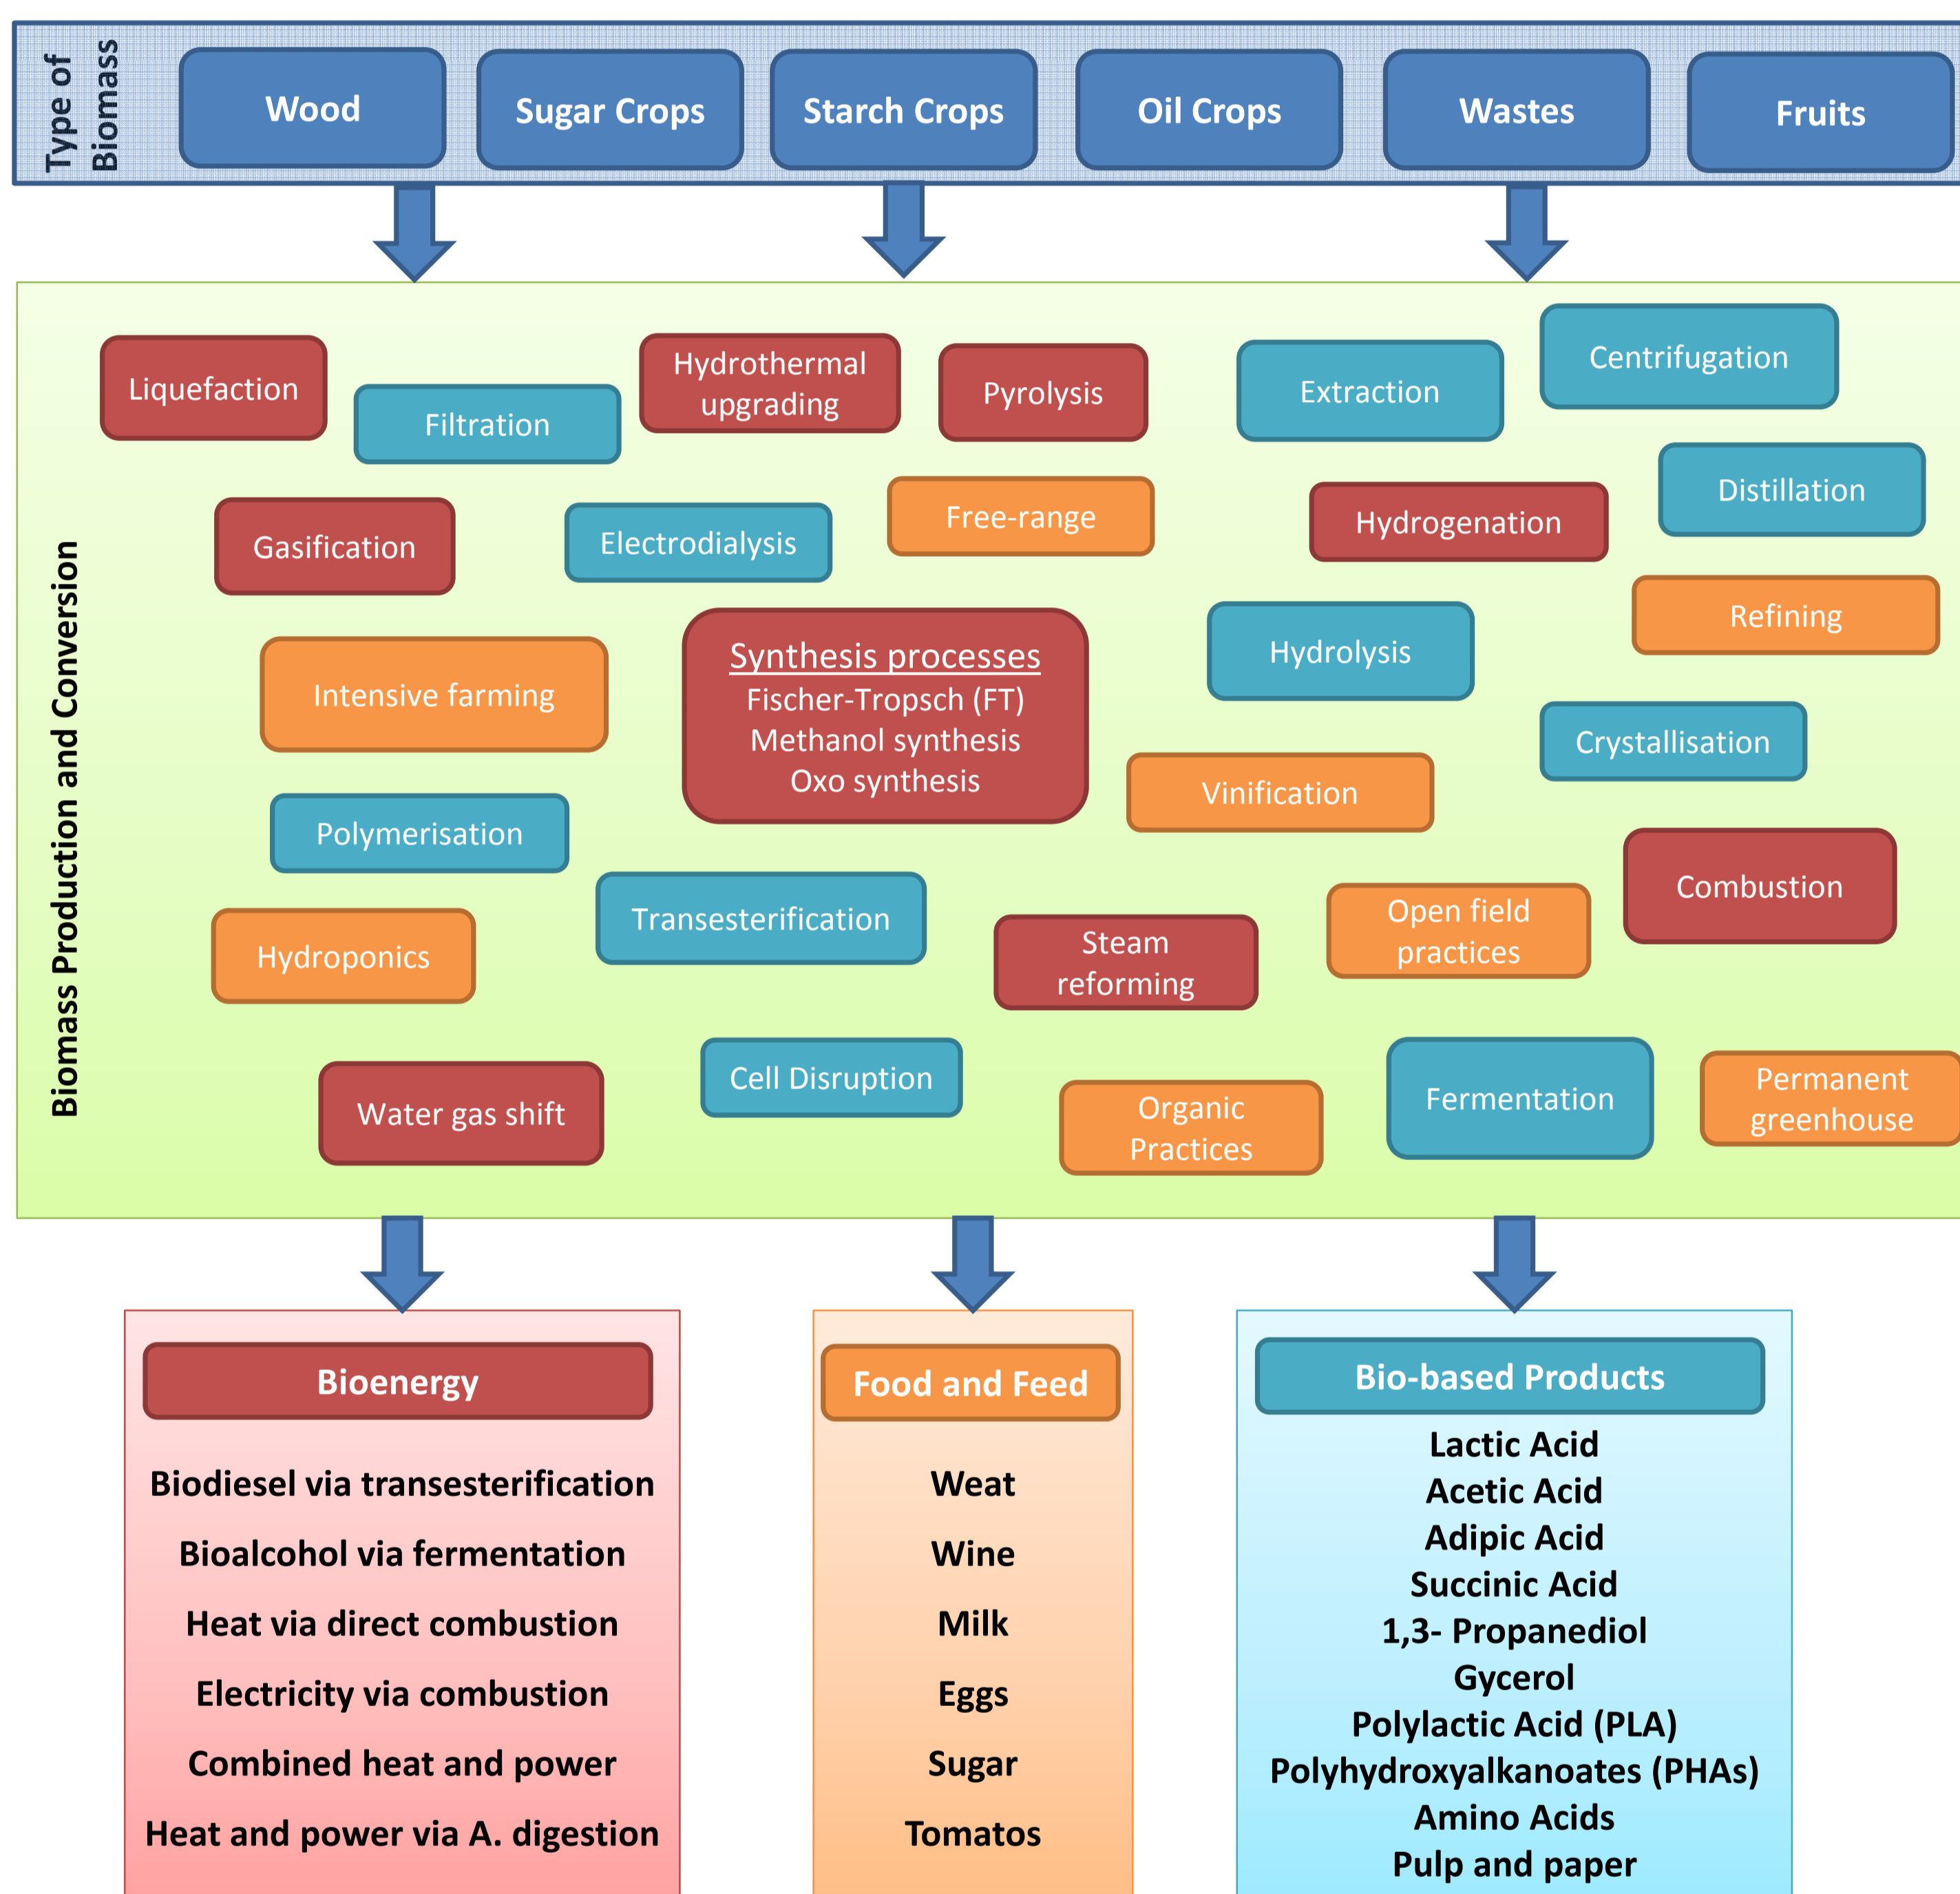 Type of
Biomass
Wood
Sugar Crops
Starch Crops
Oil Crops
Wastes
Fruits
Biomass Production and Conversion
Liquefaction
Filtration
Hydrothermal
upgrading
Pyrolysis
Extraction
Centrifugation
Gasification
Electrodialysis
Free-range
Hydrogenation
Distillation
Intensive farming
Synthesis processes
Fischer-Tropsch (FT)
Methanol synthesis
Oxo synthesis
Hydrolysis
Refining
Crystallisation
Vinification
Polymerisation
Transesterification
Combustion
Open field
practices
Hydroponics
Steam
reforming
Water gas shift
Cell Disruption
Organic
Practices
Fermentation
Permanent
greenhouse
Bioenergy
Biodiesel via transesterification
Bioalcohol via fermentation
Heat via direct combustion
Electricity via combustion
Combined heat and power
Heat and power via A. digestion
Food and Feed
Weat
Wine
Milk
Eggs
Sugar
Tomatos
Bio-based Products
Lactic Acid
Acetic Acid
Adipic Acid
Succinic Acid
1,3- Propanediol
Gycerol
Polylactic Acid (PLA)
Polyhydroxyalkanoates (PHAs)
Amino Acids
Pulp and paper